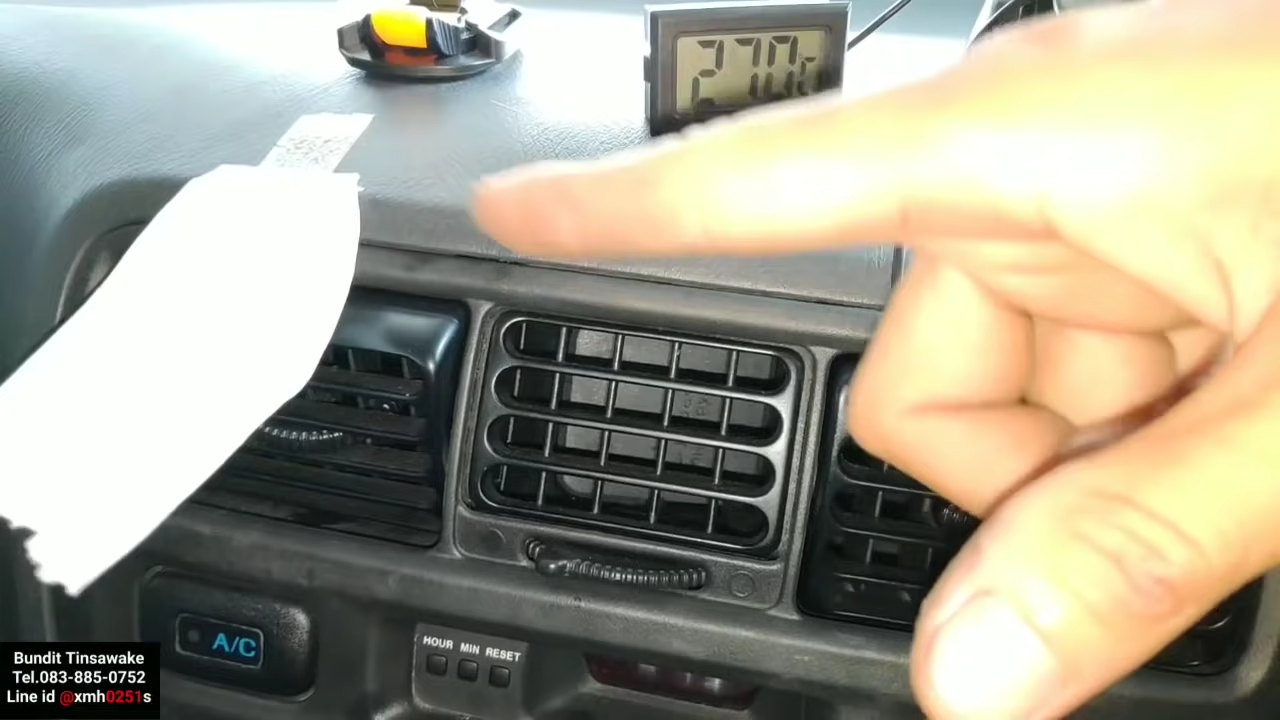 27.0°C
A/C
HOUR MIN RESET
Bundit Tinsawake
Tel.083-885-0752
Line id @xmh0251s